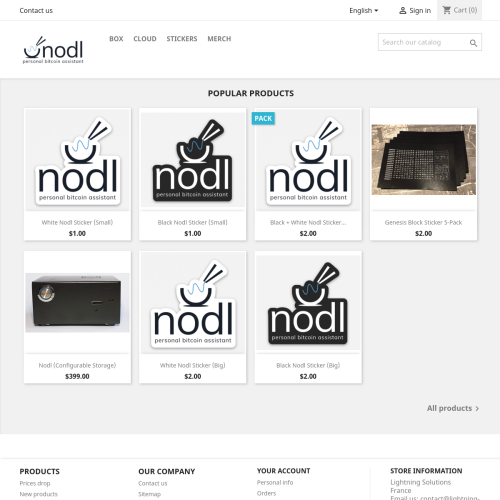 Contact us
English
Sign in
Cart (0)
nodl
personal bitcoin assistant
BOX
CLOUD
STICKERS
MERCH
Search our catalog
POPULAR PRODUCTS
nodl
personal bitcoin assistant
White Nodl Sticker (Small)
$1.00
nodl
personal bitcoin assistant
Black Nodl Sticker (Small)
$1.00
PACK
nodl
personal bitcoin assistant
Black + White Nodl Sticker...
$2.00
Genesis Block Sticker 5-Pack
$2.00
Nodl (Configurable Storage)
$399.00
nodl
personal bitcoin assistant
White Nodl Sticker (Big)
$2.00
nodl
personal bitcoin assistant
Black Nodl Sticker (Big)
$2.00
All products
PRODUCTS
Prices drop
New products
OUR COMPANY
Contact us
Sitemap
YOUR ACCOUNT
Personal info
Orders
STORE INFORMATION
Lightning Solutions
France
Email us: contact@lightning-